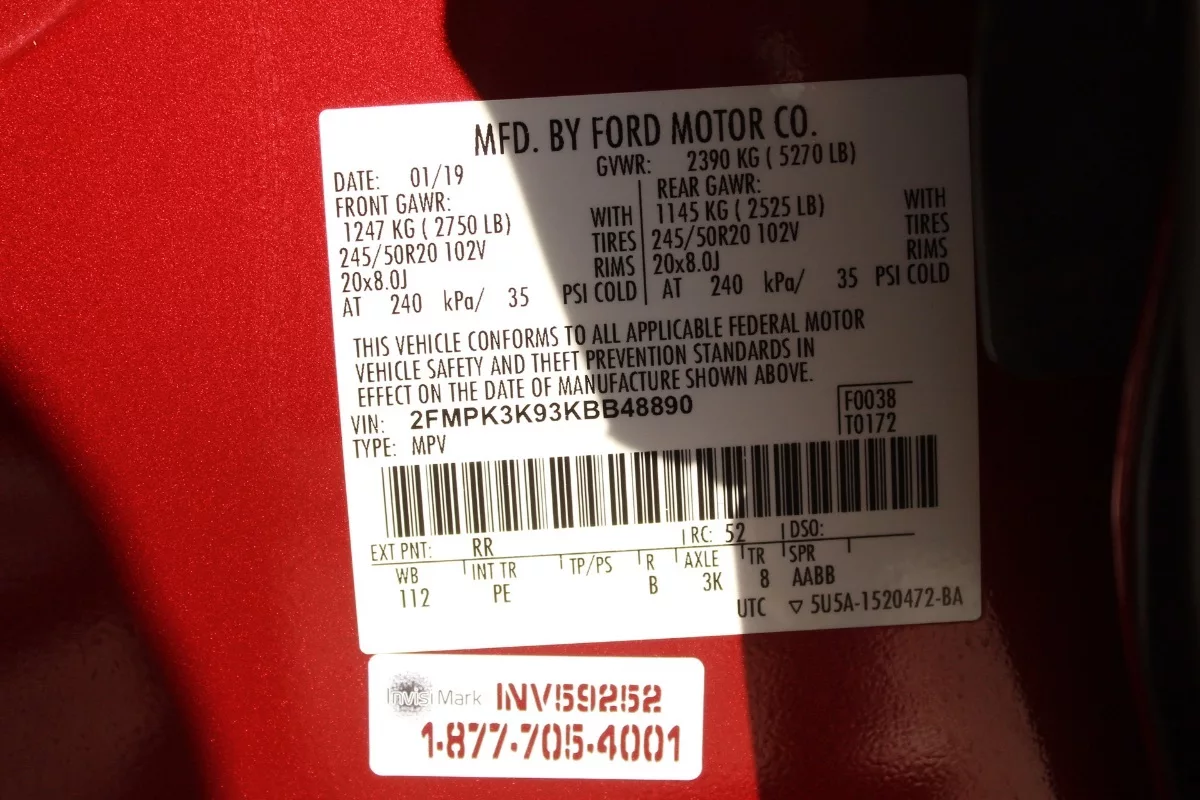 MFD. BY FORD MOTOR CO.
DATE: 01/19 GVWR: 2390 KG ( 5270 LB)
FRONT GAWR: REAR GAWR:
1247 KG ( 2750 LB) WITH 1145 KG ( 2525 LB) WITH
245/50R20 102V TIRES 245/50R20 102V TIRES
20x8.0J RIMS 20x8.0J RIMS
AT 240 kPa/ 35 PSI COLD AT 240 kPa/ 35 PSI COLD
THIS VEHICLE CONFORMS TO ALL APPLICABLE FEDERAL MOTOR
VEHICLE SAFETY AND THEFT PREVENTION STANDARDS IN
EFFECT ON THE DATE OF MANUFACTURE SHOWN ABOVE.
VIN: 2FMPK3K93KBB48890 F0038
TYPE: MPV T0172
EXT PNT: RR RC: 52 DSO:
WB INT TR TP/PS R AXLE TR SPR
112 PE B 3K 8 AABB
UTC ▽ 5U5A-1520472-BA
InvisiMark INV59252
1-877-705-4001